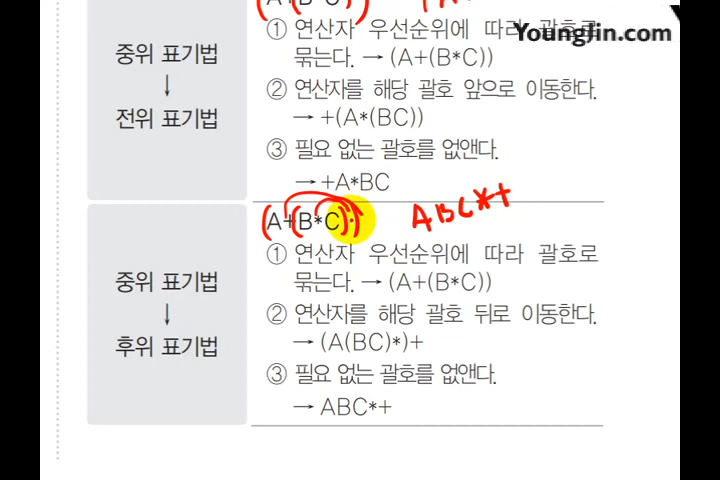 (A+(B*C))
① 연산자 우선순위에 따라 괄호로
YoungJin.com
묶는다. → (A+(B*C))
중위 표기법
↓
전위 표기법
② 연산자를 해당 괄호 앞으로 이동한다.
→ +(A*(BC))
③ 필요 없는 괄호를 없앤다.
→ +A*BC
(A+(B*C))
ABC*+
① 연산자 우선순위에 따라 괄호로
묶는다. → (A+(B*C))
중위 표기법
↓
후위 표기법
② 연산자를 해당 괄호 뒤로 이동한다.
→ (A(BC)*)+
③ 필요 없는 괄호를 없앤다.
→ ABC*+